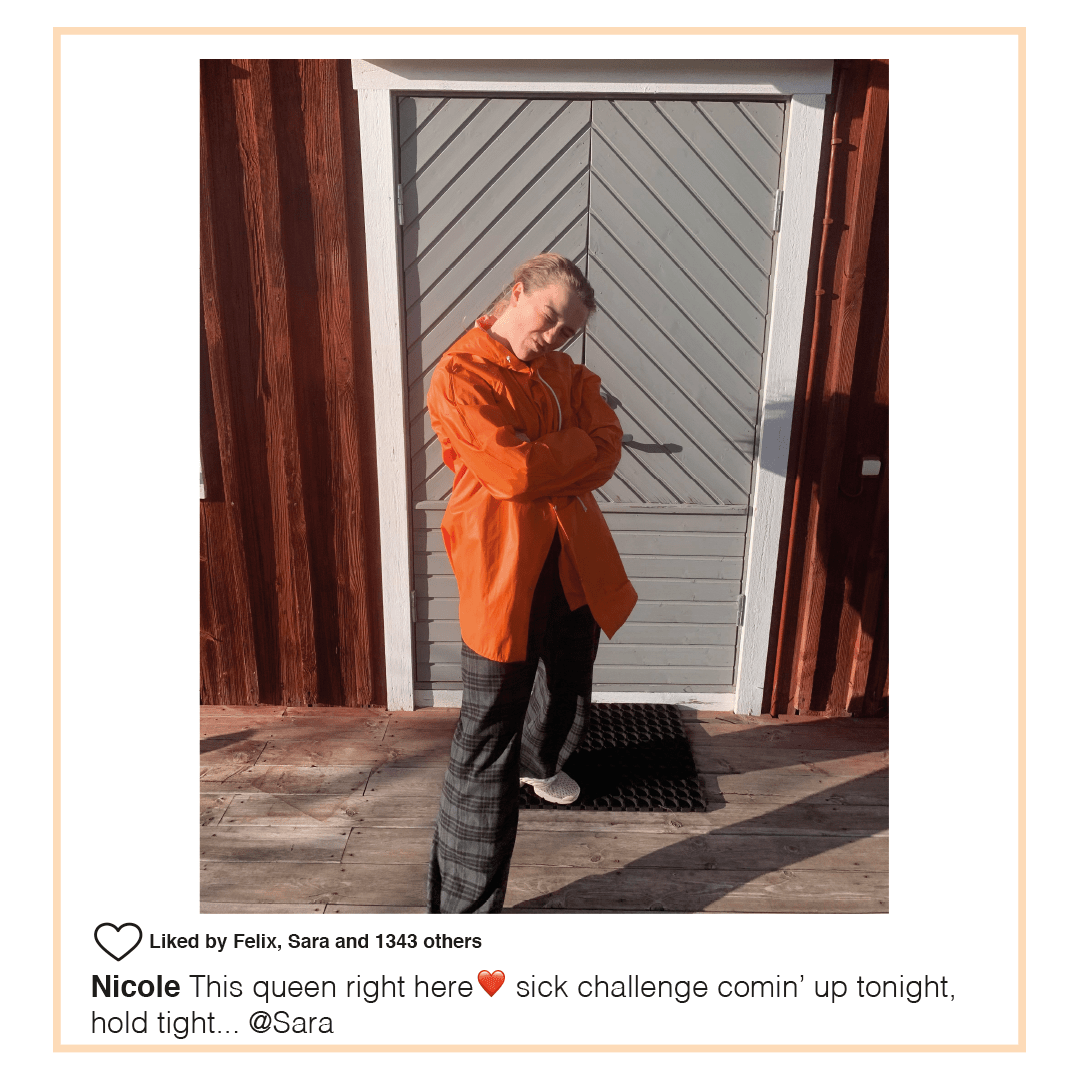 Liked by Felix, Sara and 1343 others
Nicole This queen right here❤️ sick challenge comin’ up tonight,
hold tight... @Sara